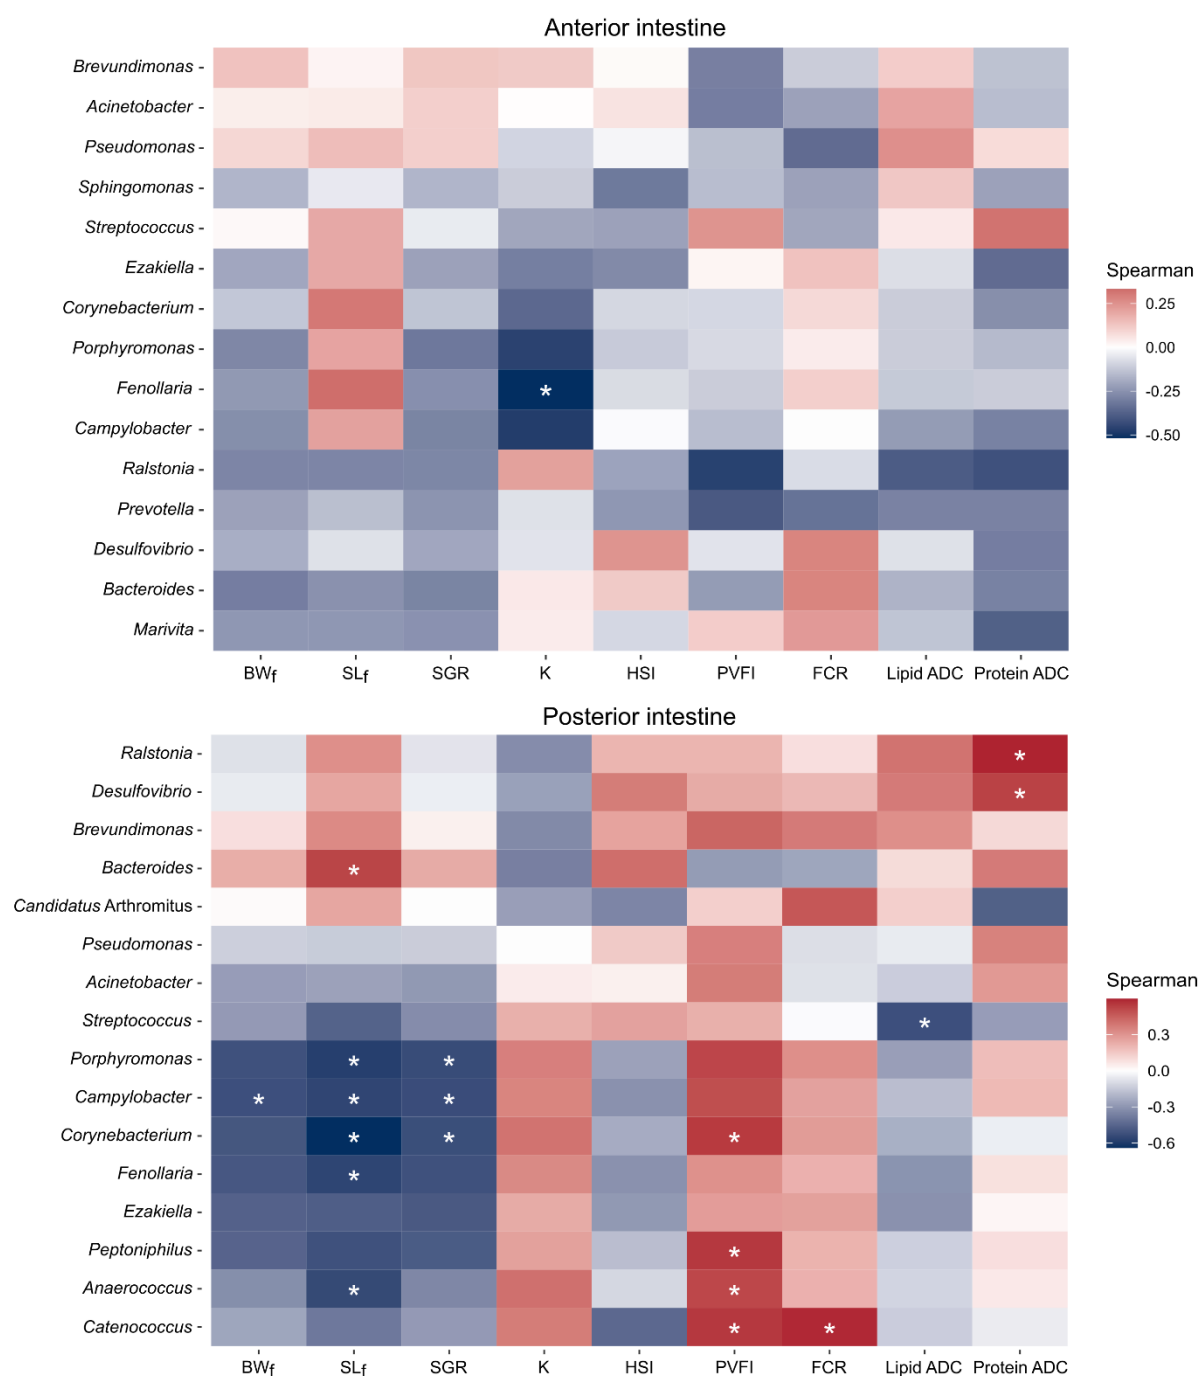 Anterior intestine
Brevundimonas
Acinetobacter
Pseudomonas
Sphingomonas
Streptococcus
Ezakiella
Corynebacterium
Porphyromonas
Fenollaria
*
Campylobacter
Ralstonia
Prevotella
Desulfovibrio
Bacteroides
Marivita
BWf SLf SGR K HSI PVFI FCR Lipid ADC Protein ADC
Spearman
0.25
0.00
-0.25
-0.50
Posterior intestine
Ralstonia
*
Desulfovibrio
*
Brevundimonas
Bacteroides
*
Candidatus Arthromitus
Pseudomonas
Acinetobacter
Streptococcus
*
Porphyromonas
* *
Campylobacter
* * *
Corynebacterium
* * *
Fenollaria
*
Ezakiella
Peptoniphilus
*
Anaerococcus
* *
Catenococcus
* *
BWf SLf SGR K HSI PVFI FCR Lipid ADC Protein ADC
Spearman
0.3
0.0
-0.3
-0.6